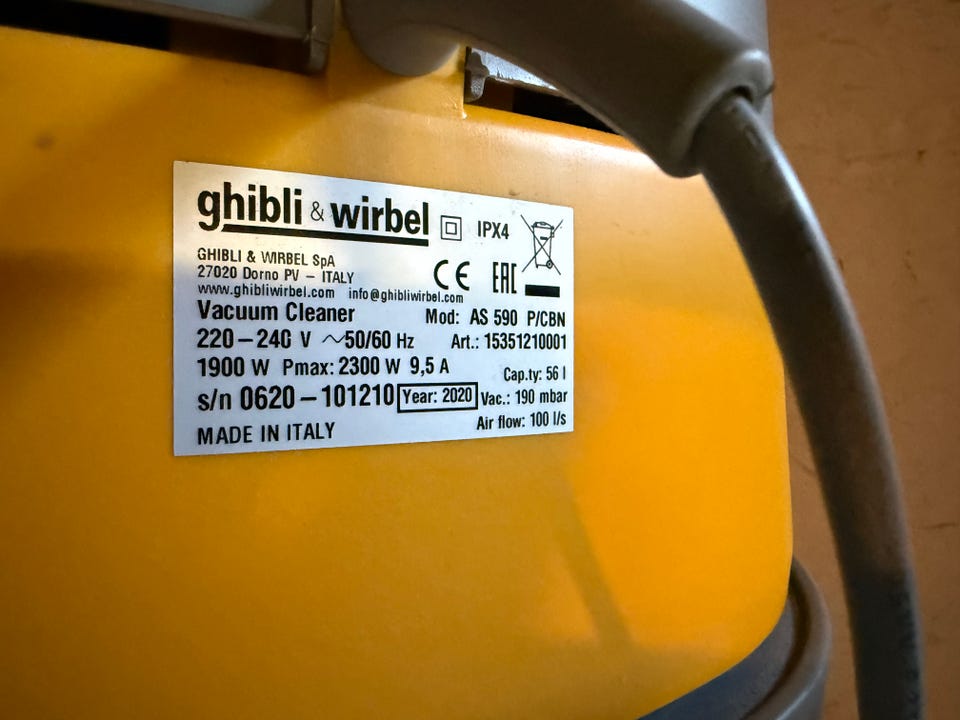 ghibli & wirbel IPX4
GHIBLI & WIRBEL SpA
27020 Dorno PV – ITALY
CE EAC
www.ghibliwirbel.com info@ghibliwirbel.com
Vacuum Cleaner Mod: AS 590 P/CBN
220–240 V ~50/60 Hz Art.: 15351210001
1900 W Pmax: 2300 W 9,5 A Cap.ty: 56 l
s/n 0620–101210 Year: 2020 Vac.: 190 mbar
MADE IN ITALY Air flow: 100 l/s